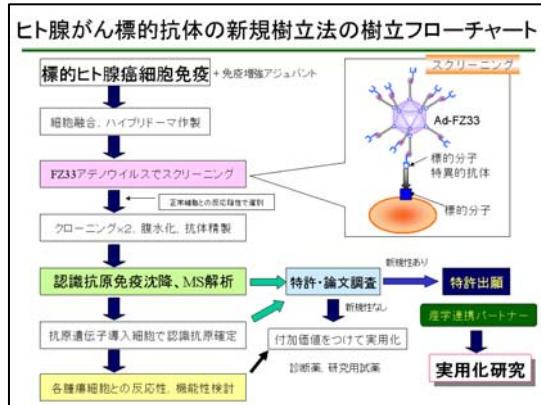 ヒト腺がん標的抗体の新規樹立法の樹立フローチャート
標的ヒト腺癌細胞免疫 + 免疫増強アジュバント
細胞融合、ハイブリドーマ作製
FZ33アデノウイルスでスクリーニング
正常細胞との反応陰性で選別
クローニング×2, 腹水化, 抗体精製
認識抗原免疫沈降、MS解析
抗原遺伝子導入細胞で認識抗原確定
各腫瘍細胞との反応性, 機能性検討
スクリーニング
Ad-FZ33
標的分子
特異的抗体
標的分子
特許・論文調査
新規性あり
特許出願
新規性なし
付加価値をつけて実用化
診断薬、研究用試薬
産学連携パートナー
実用化研究